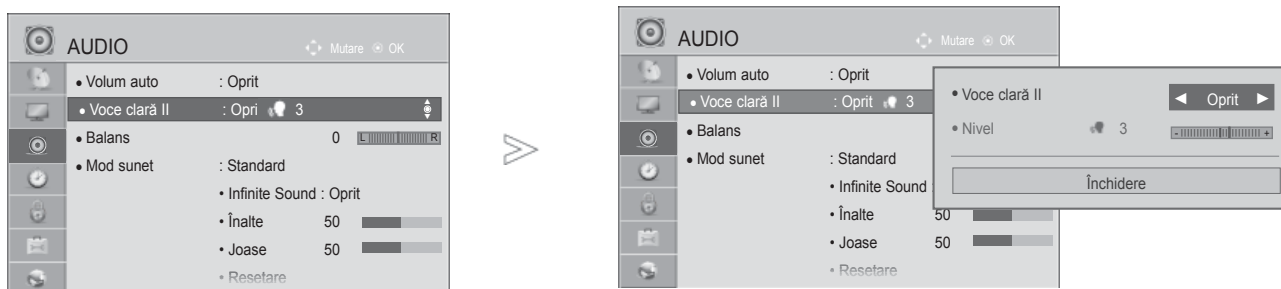 AUDIO
Mutare OK
• Volum auto : Oprit
• Voce clară II : Opri 3
• Balans 0 L R
• Mod sunet : Standard
• Infinite Sound : Oprit
• Înalte 50
• Joase 50
• Resetare
AUDIO
Mutare OK
• Volum auto : Oprit
• Voce clară II : Oprit 3
• Balans
• Mod sunet : Standard
• Infinite Sound :
• Înalte 50
• Joase 50
• Resetare
• Voce clară II ◄ Oprit ►
• Nivel 3 - +
Închidere